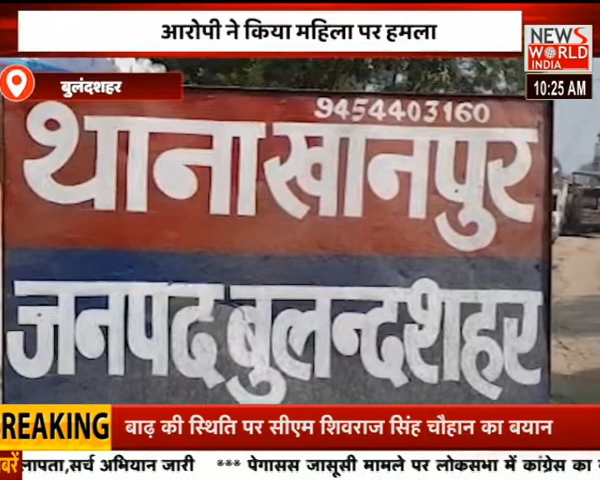 आरोपी ने किया महिला पर हमला
NEWS
WORLD
INDIA
10:25 AM
बुलंदशहर
9454403160
थाना खानपुर
जनपद बुलन्दशहर
BREAKING
बाढ़ की स्थिति पर सीएम शिवराज सिंह चौहान का बयान
लापता,सर्च अभियान जारी *** पेगासस जासूसी मामले पर लोकसभा में कांग्रेस का